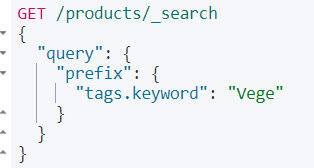 GET /products/_search
{
  "query": {
    "prefix": {
      "tags.keyword": "Vege"
    }
  }
}